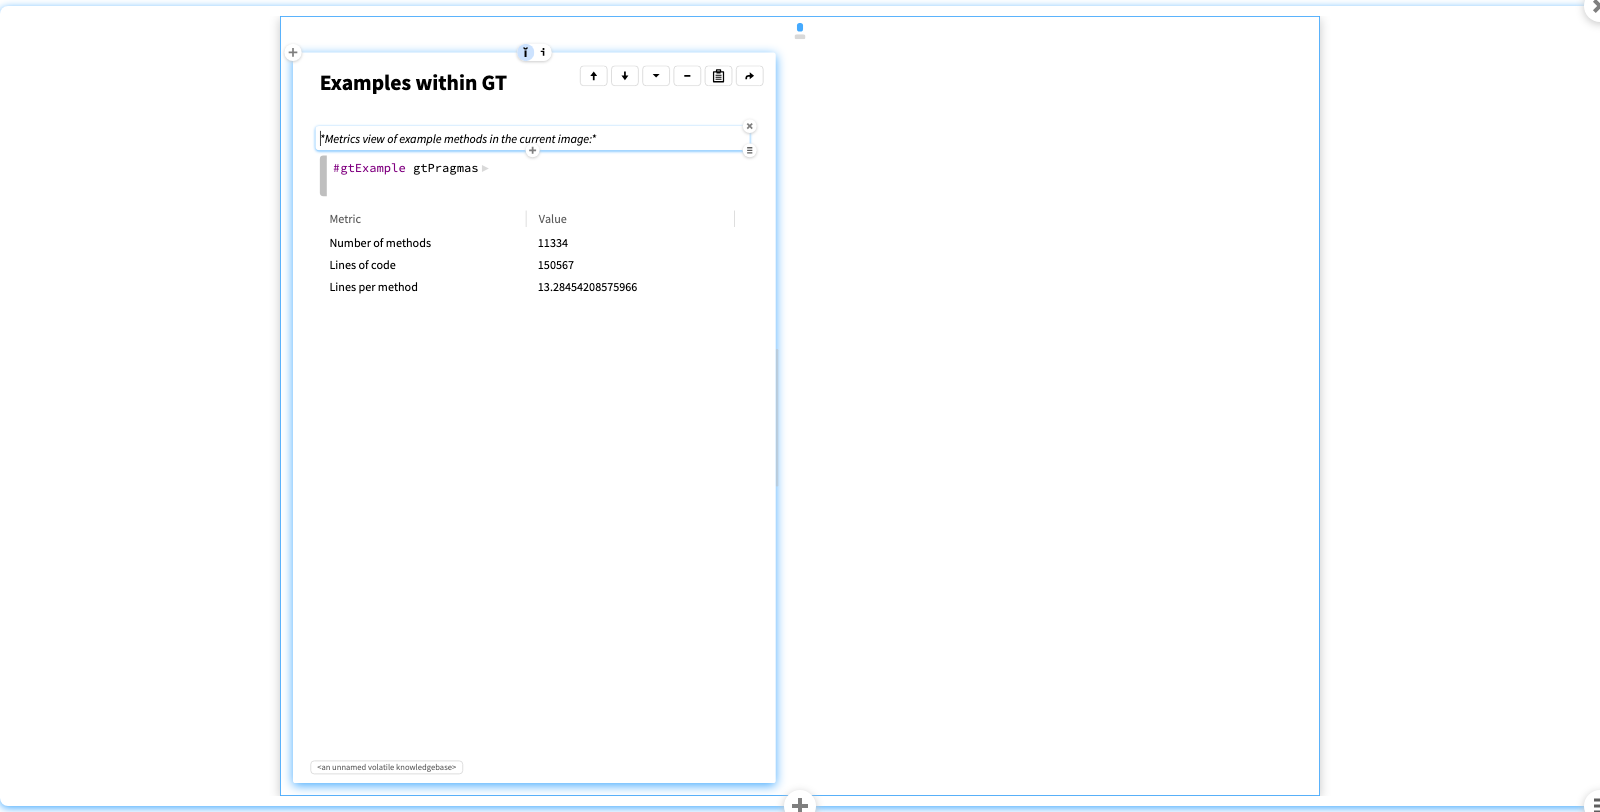 Examples within GT
*Metrics view of example methods in the current image:*
#gtExample gtPragmas
Metric Value
Number of methods 11334
Lines of code 150567
Lines per method 13.28454208575966
<an unnamed volatile knowledgebase>